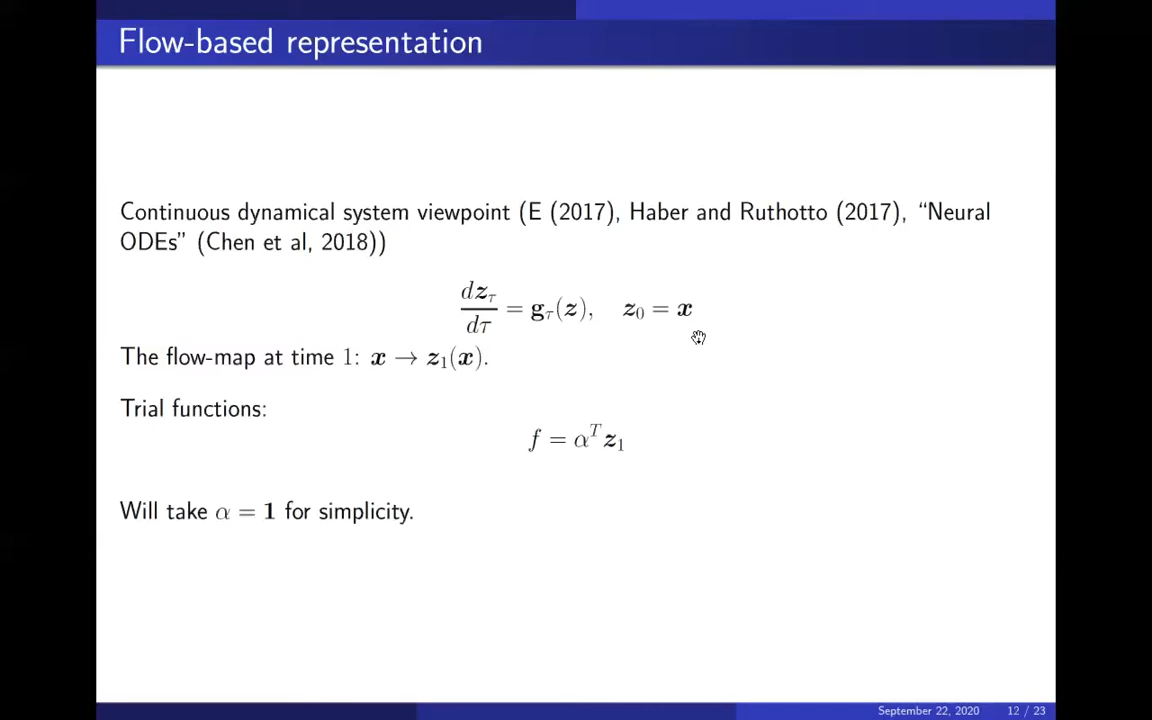 Flow-based representation
Continuous dynamical system viewpoint (E (2017), Haber and Ruthotto (2017), “Neural
ODEs” (Chen et al, 2018))
d𝒛_τ/dτ = 𝐠_τ(𝒛), 𝒛_0 = 𝒙
The flow-map at time 1: 𝒙 → 𝒛_1(𝒙).
Trial functions:
f = α^T 𝒛_1
Will take α = 𝟏 for simplicity.
September 22, 2020 12 / 23